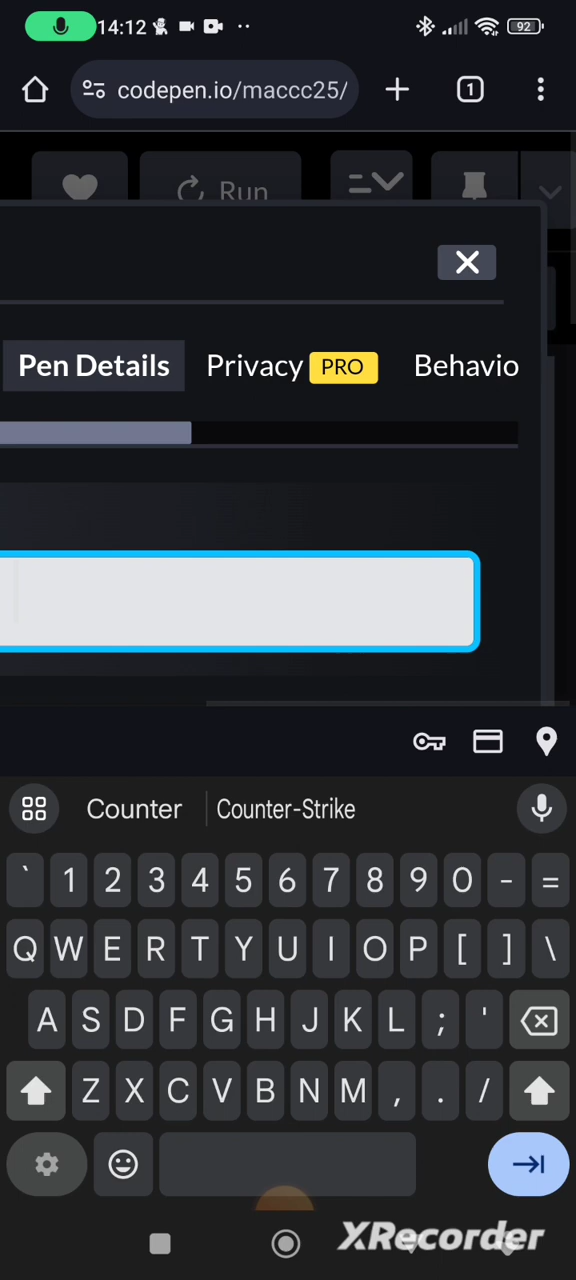 14:12
92
codepen.io/maccc25/
1
Run
Pen Details Privacy PRO Behavio
Counter Counter-Strike
` 1 2 3 4 5 6 7 8 9 0 - =
Q W E R T Y U I O P [ ] \
A S D F G H J K L ; '
Z X C V B N M , . /
XRecorder